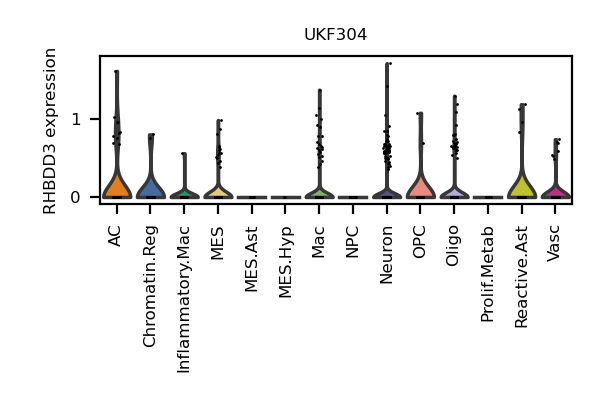 UKF304
RHBDD3 expression
1
0
AC
Chromatin.Reg
Inflammatory.Mac
MES
MES.Ast
MES.Hyp
Mac
NPC
Neuron
OPC
Oligo
Prolif.Metab
Reactive.Ast
Vasc